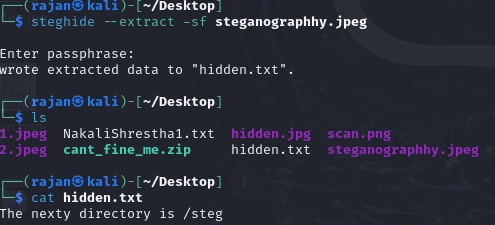 ┌──(rajan㉿kali)-[~/Desktop]
└─$ steghide --extract -sf steganographhy.jpeg
Enter passphrase:
wrote extracted data to "hidden.txt".
┌──(rajan㉿kali)-[~/Desktop]
└─$ ls
1.jpeg  NakaliShrestha1.txt  hidden.jpg  scan.png
2.jpeg  cant_fine_me.zip     hidden.txt  steganographhy.jpeg
┌──(rajan㉿kali)-[~/Desktop]
└─$ cat hidden.txt
The nexty directory is /steg